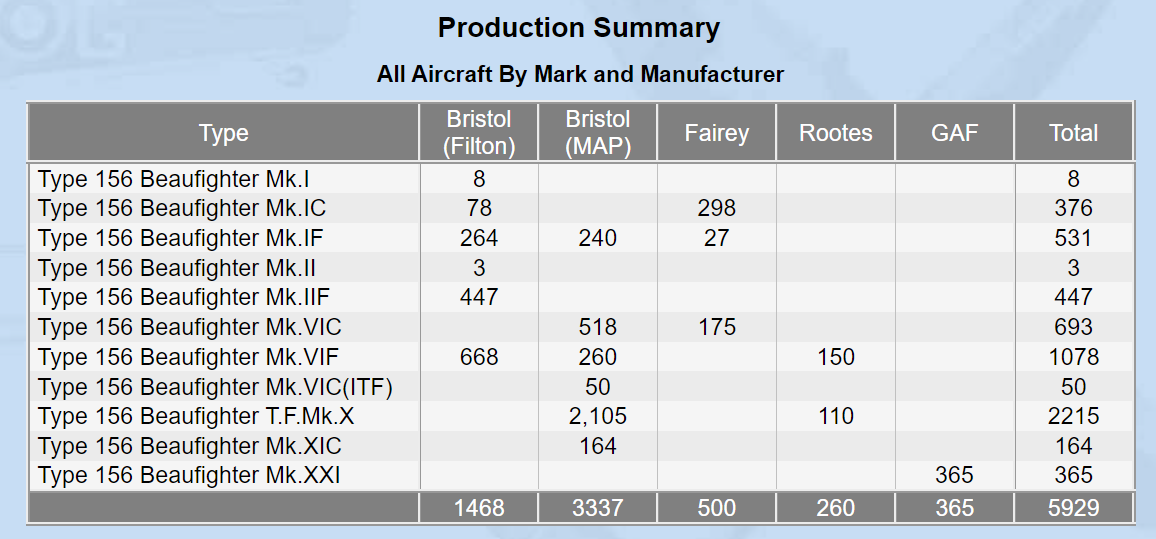 Production Summary
All Aircraft By Mark and Manufacturer
Type Bristol (Filton) Bristol (MAP) Fairey Rootes GAF Total
Type 156 Beaufighter Mk.I 8 8
Type 156 Beaufighter Mk.IC 78 298 376
Type 156 Beaufighter Mk.IF 264 240 27 531
Type 156 Beaufighter Mk.II 3 3
Type 156 Beaufighter Mk.IIF 447 447
Type 156 Beaufighter Mk.VIC 518 175 693
Type 156 Beaufighter Mk.VIF 668 260 150 1078
Type 156 Beaufighter Mk.VIC(ITF) 50 50
Type 156 Beaufighter T.F.Mk.X 2,105 110 2215
Type 156 Beaufighter Mk.XIC 164 164
Type 156 Beaufighter Mk.XXI 365 365
1468 3337 500 260 365 5929